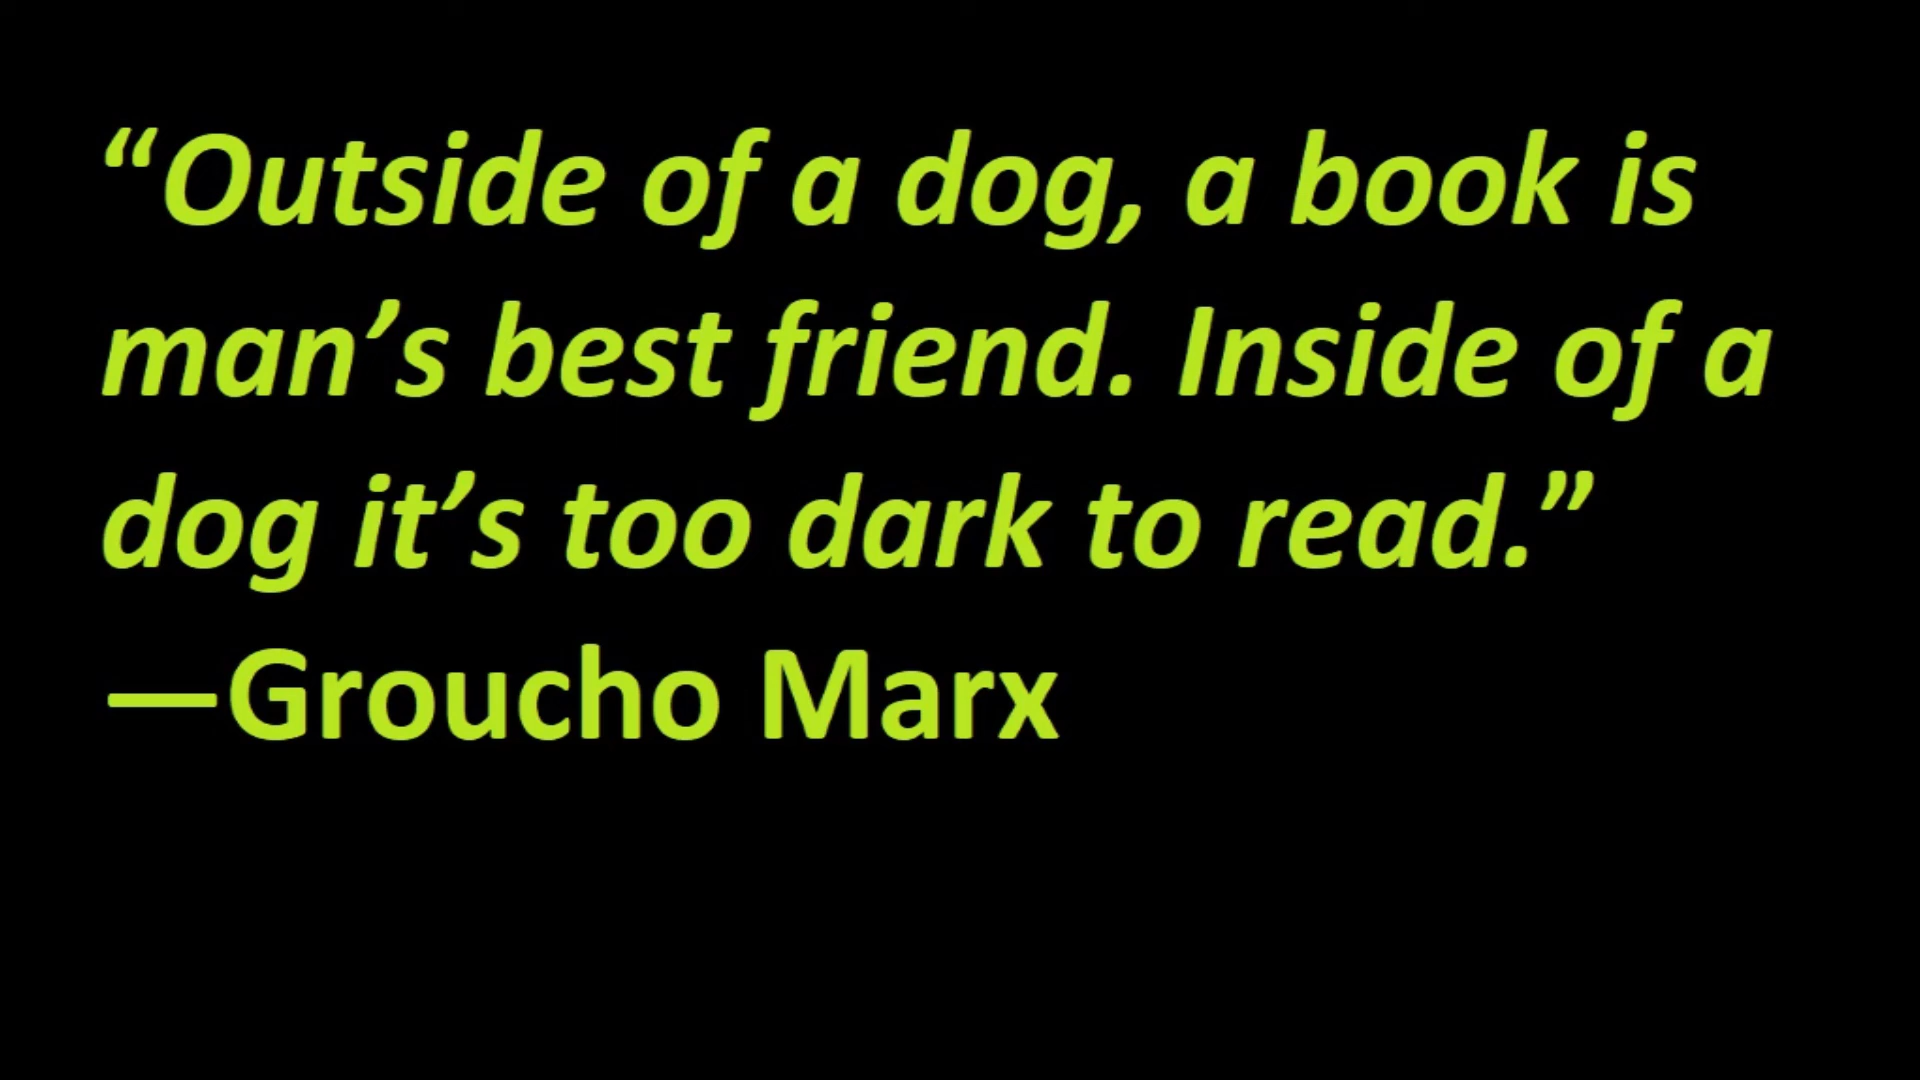 “Outside of a dog, a book is
man’s best friend. Inside of a
dog it’s too dark to read.”
—Groucho Marx